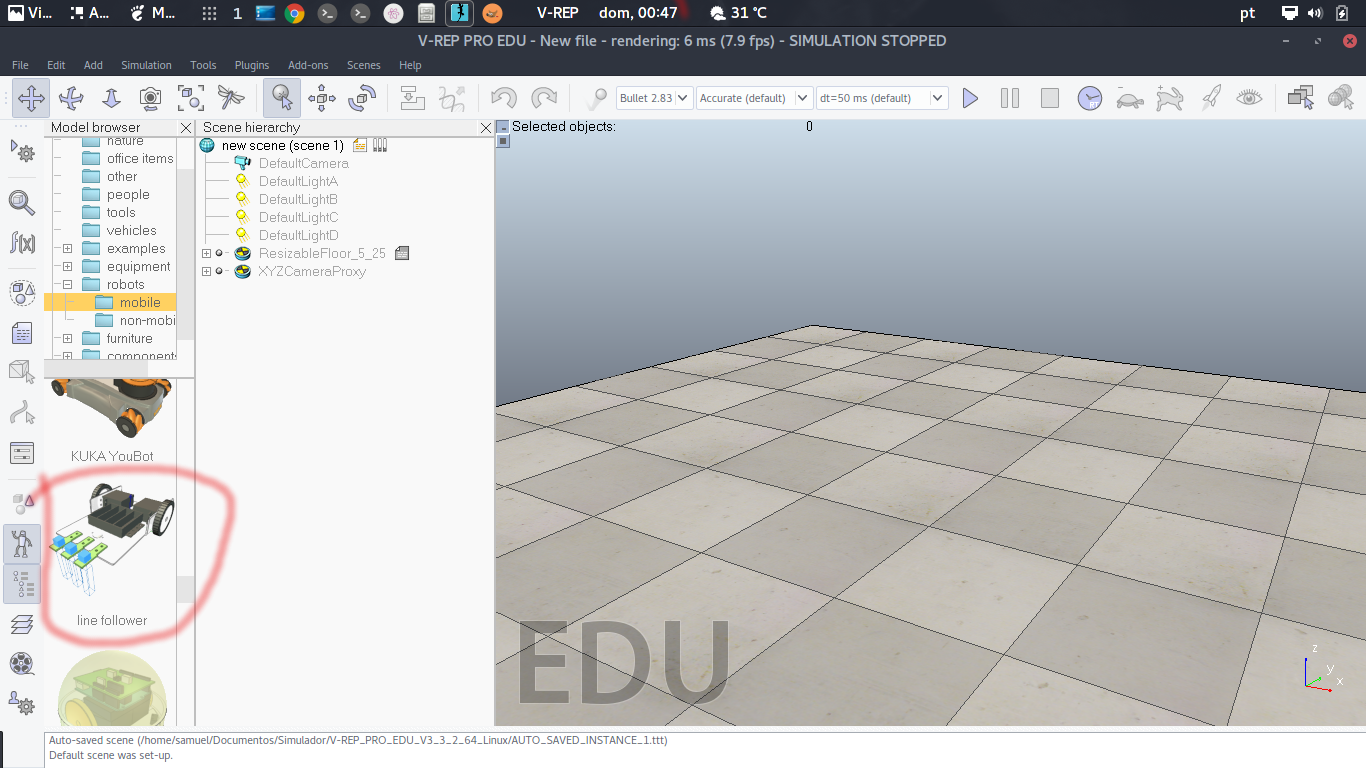 Vi... A... M... 1 V-REP dom, 00:47 31 °C pt
V-REP PRO EDU - New file - rendering: 6 ms (7.9 fps) - SIMULATION STOPPED
File Edit Add Simulation Tools Plugins Add-ons Scenes Help
Bullet 2.83 Accurate (default) dt=50 ms (default)
Model browser
nature
office items
other
people
tools
vehicles
examples
equipment
robots
mobile
non-mobi
furniture
components
KUKA YouBot
line follower
Scene hierarchy
new scene (scene 1)
DefaultCamera
DefaultLightA
DefaultLightB
DefaultLightC
DefaultLightD
ResizableFloor_5_25
XYZCameraProxy
Selected objects: 0
f(x)
EDU
z
y
x
Auto-saved scene (/home/samuel/Documentos/Simulador/V-REP_PRO_EDU_V3_3_2_64_Linux/AUTO_SAVED_INSTANCE_1.ttt)
Default scene was set-up.